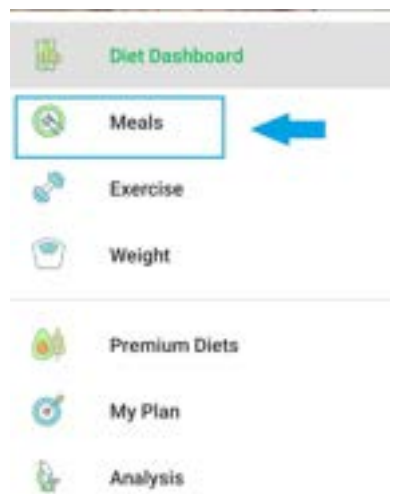 Diet Dashboard
Meals
Exercise
Weight
Premium Diets
My Plan
Analysis